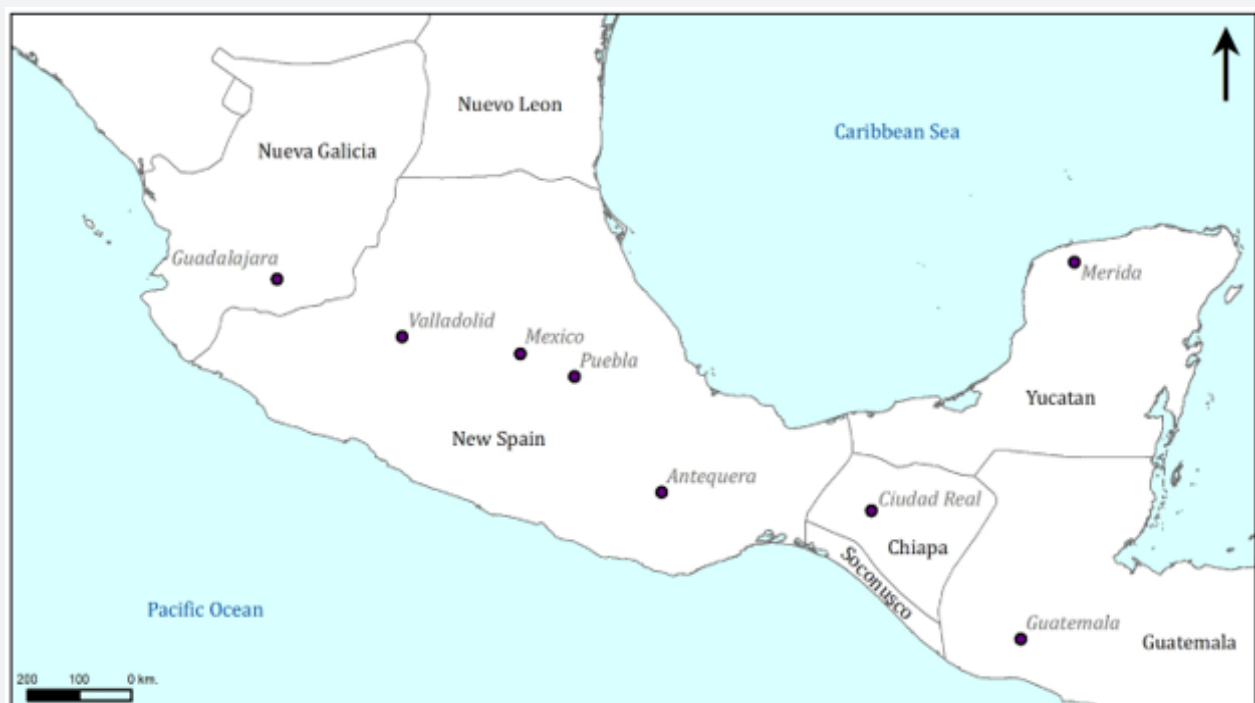 Nuevo Leon
Caribbean Sea
Nueva Galicia
Guadalajara
Merida
Valladolid
Mexico
Puebla
Yucatan
New Spain
Antequera
Ciudad Real
Chiapa
Soconusco
Pacific Ocean
Guatemala
Guatemala
200 100 0 km.